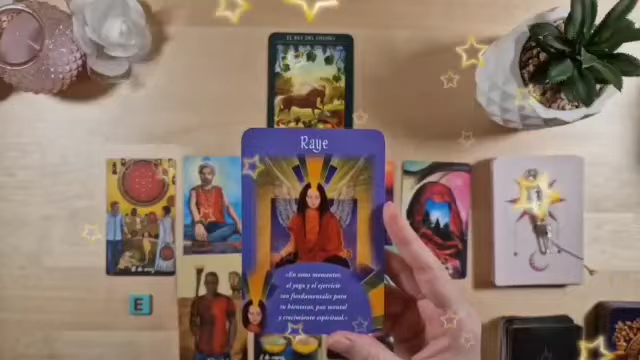 EL REY DEL ENIGMA
Raye
«En estos momentos,
el yoga y el ejercicio
son fundamentales para
tu bienestar, paz mental
y crecimiento espiritual.»
E